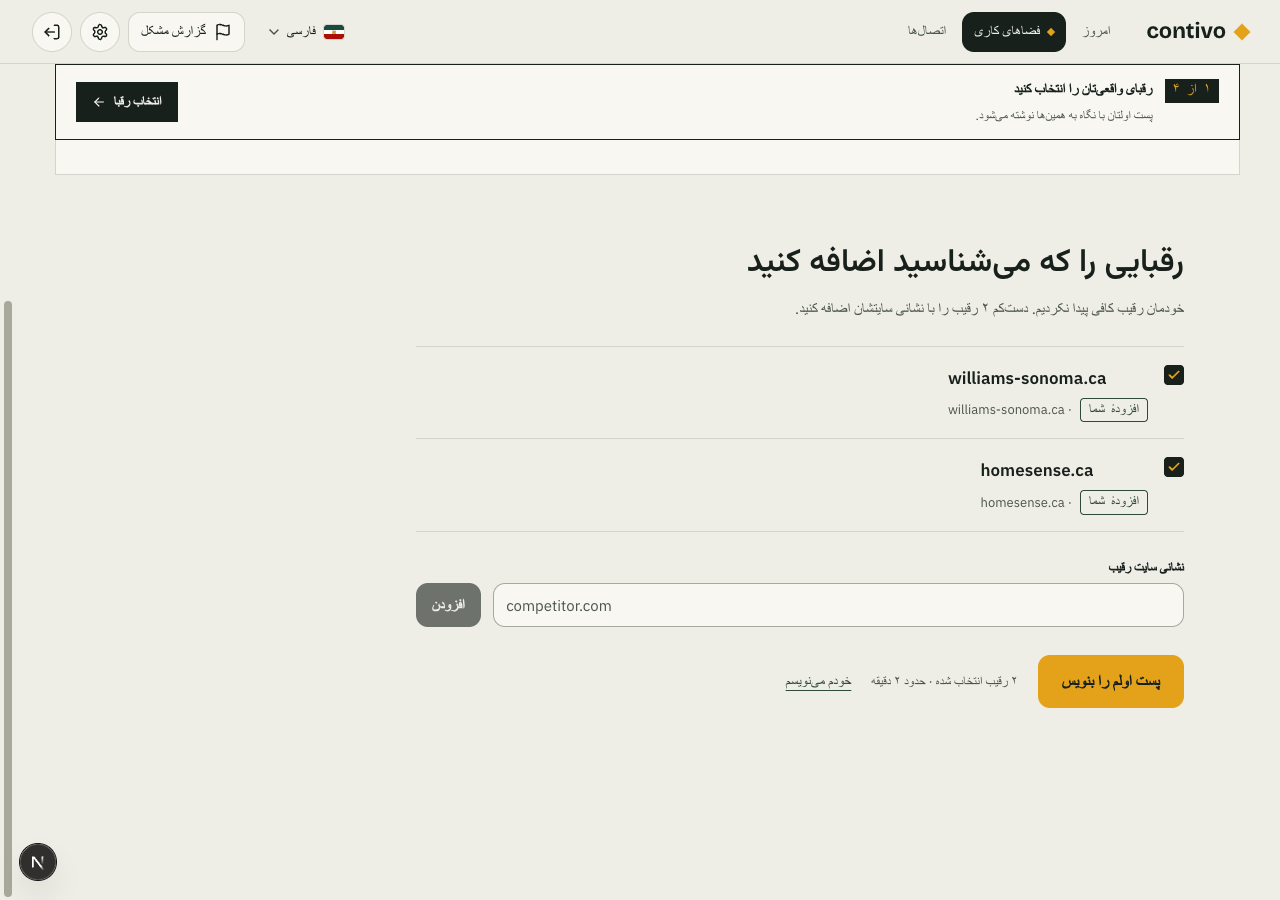 contivo
امروز
فضاهای کاری
اتصال‌ها
فارسی
گزارش مشکل
۱ از ۴
رقبای واقعی‌تان را انتخاب کنید
پست اولتان با نگاه به همین‌ها نوشته می‌شود.
انتخاب رقبا
رقبایی را که می‌شناسید اضافه کنید
خودمان رقیب کافی پیدا نکردیم. دست‌کم ۲ رقیب را با نشانی سایتشان اضافه کنید.
williams-sonoma.ca
افزودهٔ شما · williams-sonoma.ca
homesense.ca
افزودهٔ شما · homesense.ca
نشانی سایت رقیب
competitor.com
افزودن
پست اولم را بنویس
۲ رقیب انتخاب شده · حدود ۲ دقیقه
خودم می‌نویسم
N